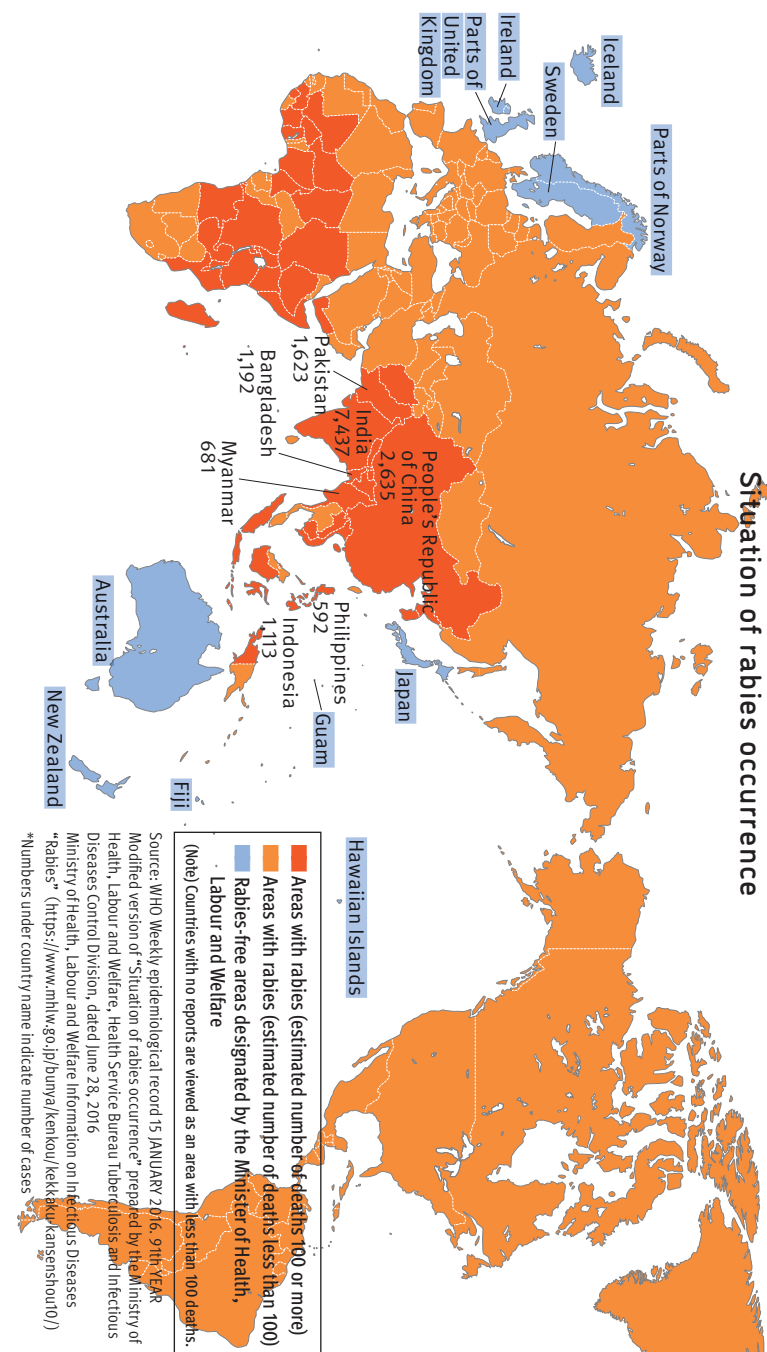 Situation of rabies occurrence
Iceland
Ireland
Parts of
United
Kingdom
Sweden
Parts of Norway
Pakistan
1,623
India
7,437
Bangladesh
1,192
Myanmar
681
People's Republic
of China
2,635
Philippines
592
Indonesia
1,113
Japan
Guam
Australia
New Zealand
Fiji
Hawaiian Islands
Areas with rabies (estimated number of deaths 100 or more)
Areas with rabies (estimated number of deaths less than 100)
Rabies-free areas designated by the Minister of Health,
Labour and Welfare
(Note) Countries with no reports are viewed as an area with less than 100 deaths.
Source: WHO Weekly epidemiological record 15 JANUARY 2016. 91th YEAR
Modified version of “Situation of rabies occurrence” prepared by the Ministry of
Health, Labour and Welfare, Health Service Bureau Tuberculosis and Infectious
Diseases Control Division, dated June 28, 2016
Ministry of Health, Labour and Welfare Information on Infectious Diseases
“Rabies” (https://www.mhlw.go.jp/bunya/kenkou/kekkaku-kansenshou10/)
*Numbers under country name indicate number of cases